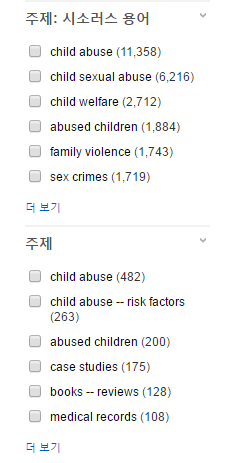 주제: 시소러스 용어
child abuse (11,358)
child sexual abuse (6,216)
child welfare (2,712)
abused children (1,884)
family violence (1,743)
sex crimes (1,719)
더 보기
주제
child abuse (482)
child abuse -- risk factors
(263)
abused children (200)
case studies (175)
books -- reviews (128)
medical records (108)
더 보기